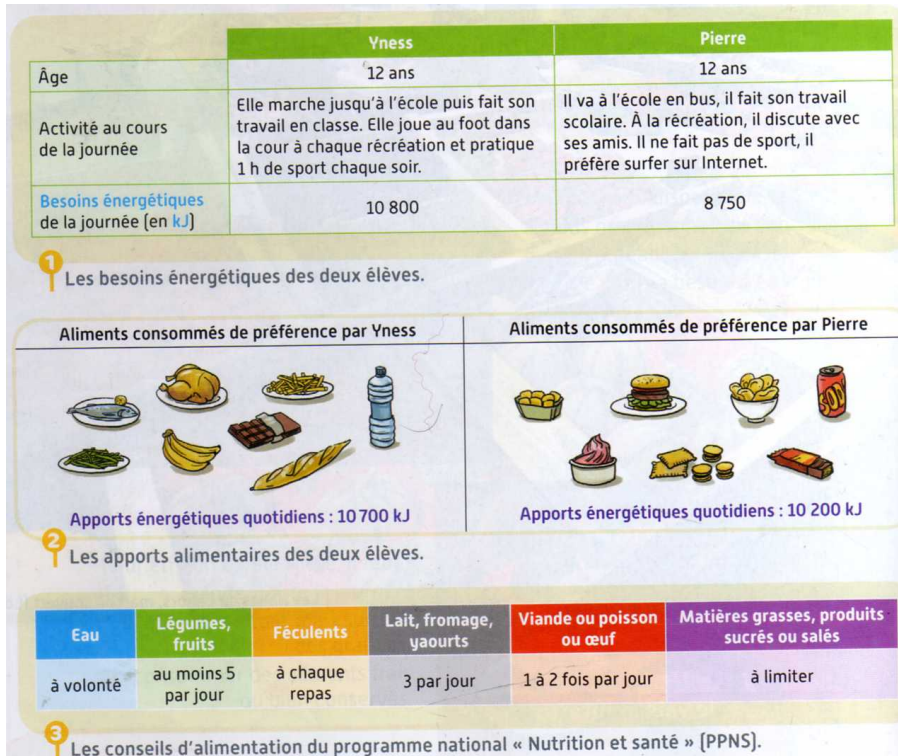 Yness
Pierre
Âge
12 ans
12 ans
Activité au cours
de la journée
Elle marche jusqu'à l'école puis fait son
travail en classe. Elle joue au foot dans
la cour à chaque récréation et pratique
1 h de sport chaque soir.
Il va à l'école en bus, il fait son travail
scolaire. À la récréation, il discute avec
ses amis. Il ne fait pas de sport, il
préfère surfer sur Internet.
Besoins énergétiques
de la journée (en kJ)
10 800
8 750
1
Les besoins énergétiques des deux élèves.
Aliments consommés de préférence par Yness
Aliments consommés de préférence par Pierre
SODA
Apports énergétiques quotidiens : 10 700 kJ
Apports énergétiques quotidiens : 10 200 kJ
2
Les apports alimentaires des deux élèves.
Eau
Légumes,
fruits
Féculents
Lait, fromage,
yaourts
Viande ou poisson
ou œuf
Matières grasses, produits
sucrés ou salés
à volonté
au moins 5
par jour
à chaque
repas
3 par jour
1 à 2 fois par jour
à limiter
3
Les conseils d'alimentation du programme national « Nutrition et santé » (PPNS).